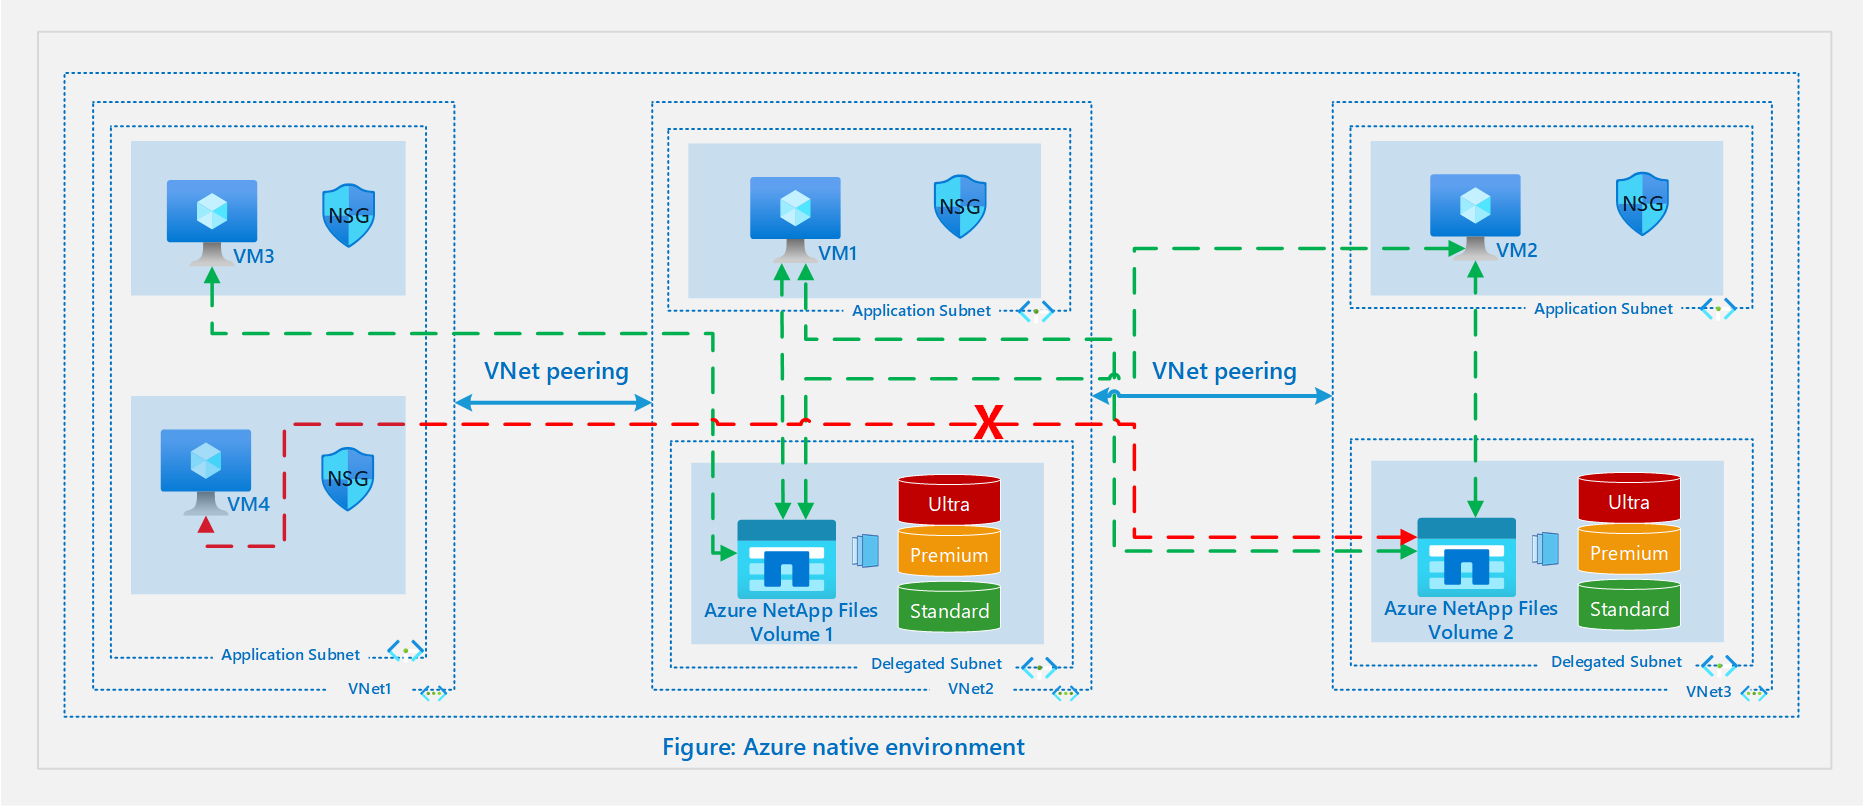 NSG
VM3
NSG
VM4
Application Subnet
VNet1
VNet peering
NSG
VM1
Application Subnet
X
Ultra
Premium
Standard
Azure NetApp Files
Volume 1
Delegated Subnet
VNet2
VNet peering
NSG
VM2
Application Subnet
Ultra
Premium
Standard
Azure NetApp Files
Volume 2
Delegated Subnet
VNet3
Figure: Azure native environment